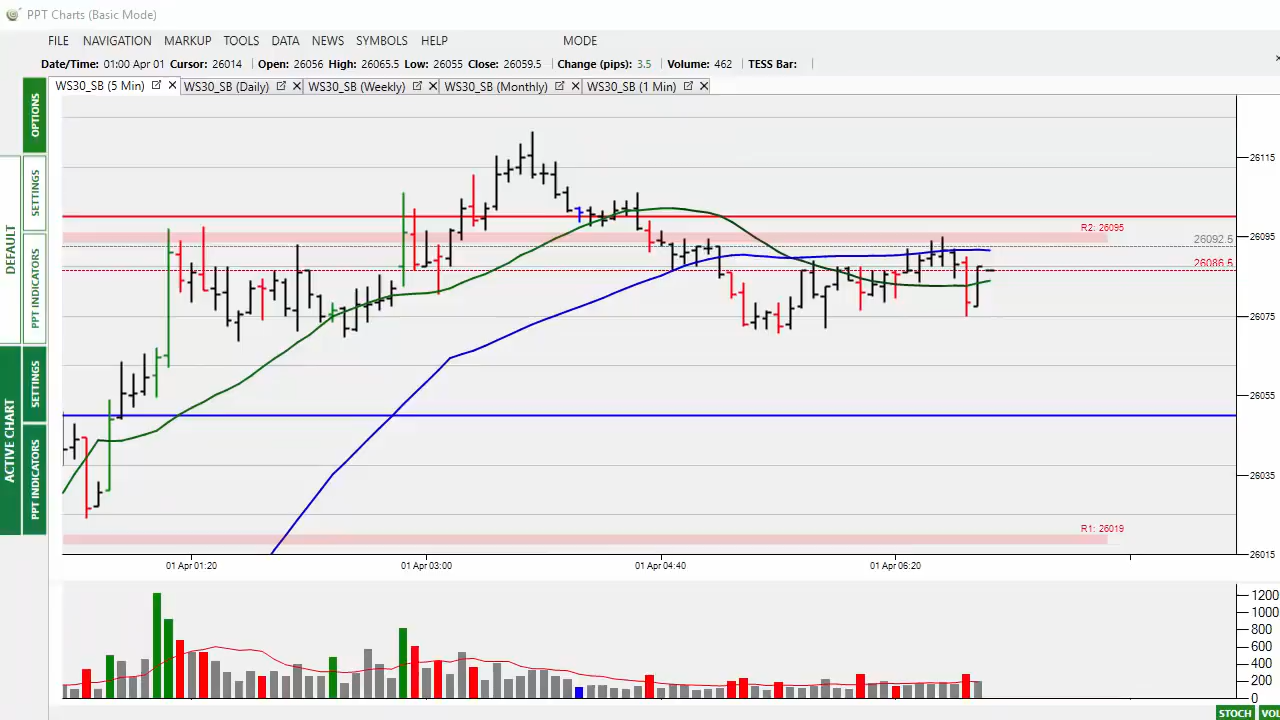 PPT Charts (Basic Mode)
FILE NAVIGATION MARKUP TOOLS DATA NEWS SYMBOLS HELP MODE
Date/Time: 01:00 Apr 01 Cursor: 26014 Open: 26056 High: 26065.5 Low: 26055 Close: 26059.5 Change (pips): 3.5 Volume: 462 TESS Bar:
WS30_SB (5 Min) WS30_SB (Daily) WS30_SB (Weekly) WS30_SB (Monthly) WS30_SB (1 Min)
OPTIONS
DEFAULT
SETTINGS
PPT INDICATORS
ACTIVE CHART
SETTINGS
PPT INDICATORS
26115
R2: 26095
26095
26092.5
26086.5
26075
26055
26035
R1: 26019
26015
01 Apr 01:20 01 Apr 03:00 01 Apr 04:40 01 Apr 06:20
1200
1000
800
600
400
200
0
STOCH VOL